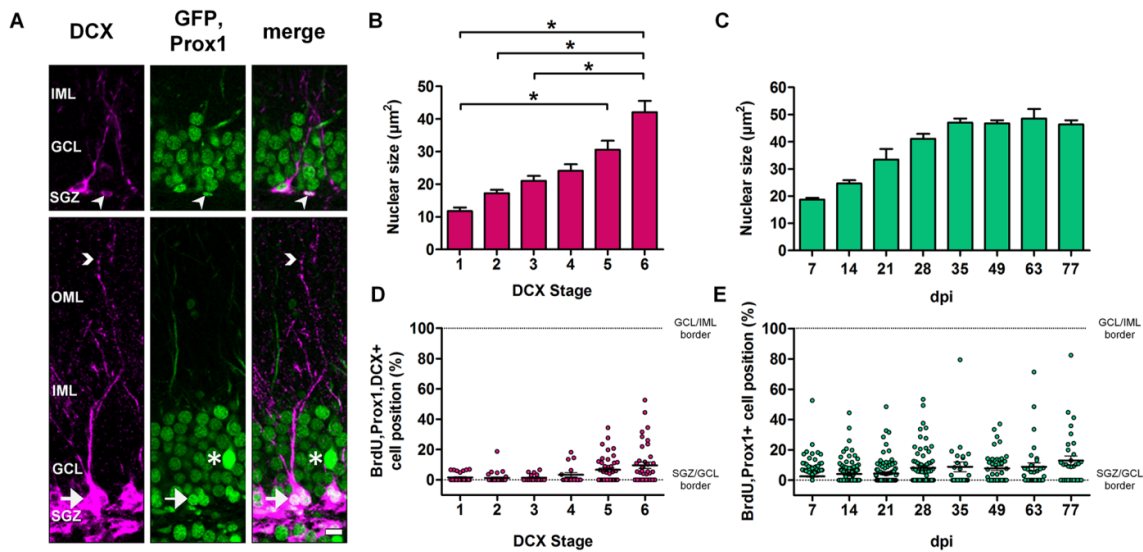 A
DCX
GFP,
Prox1
merge
IML
GCL
SGZ
OML
IML
GCL
SGZ
*
*
B
*
*
*
*
Nuclear size (µm²)
50
40
30
20
10
0
1 2 3 4 5 6
DCX Stage
C
Nuclear size (µm²)
60
50
40
30
20
10
0
7 14 21 28 35 49 63 77
dpi
D
BrdU,Prox1,DCX+
cell position (%)
100
80
60
40
20
0
GCL/IML
border
SGZ/GCL
border
1 2 3 4 5 6
DCX Stage
E
BrdU,Prox1+ cell position (%)
100
80
60
40
20
0
GCL/IML
border
SGZ/GCL
border
7 14 21 28 35 49 63 77
dpi